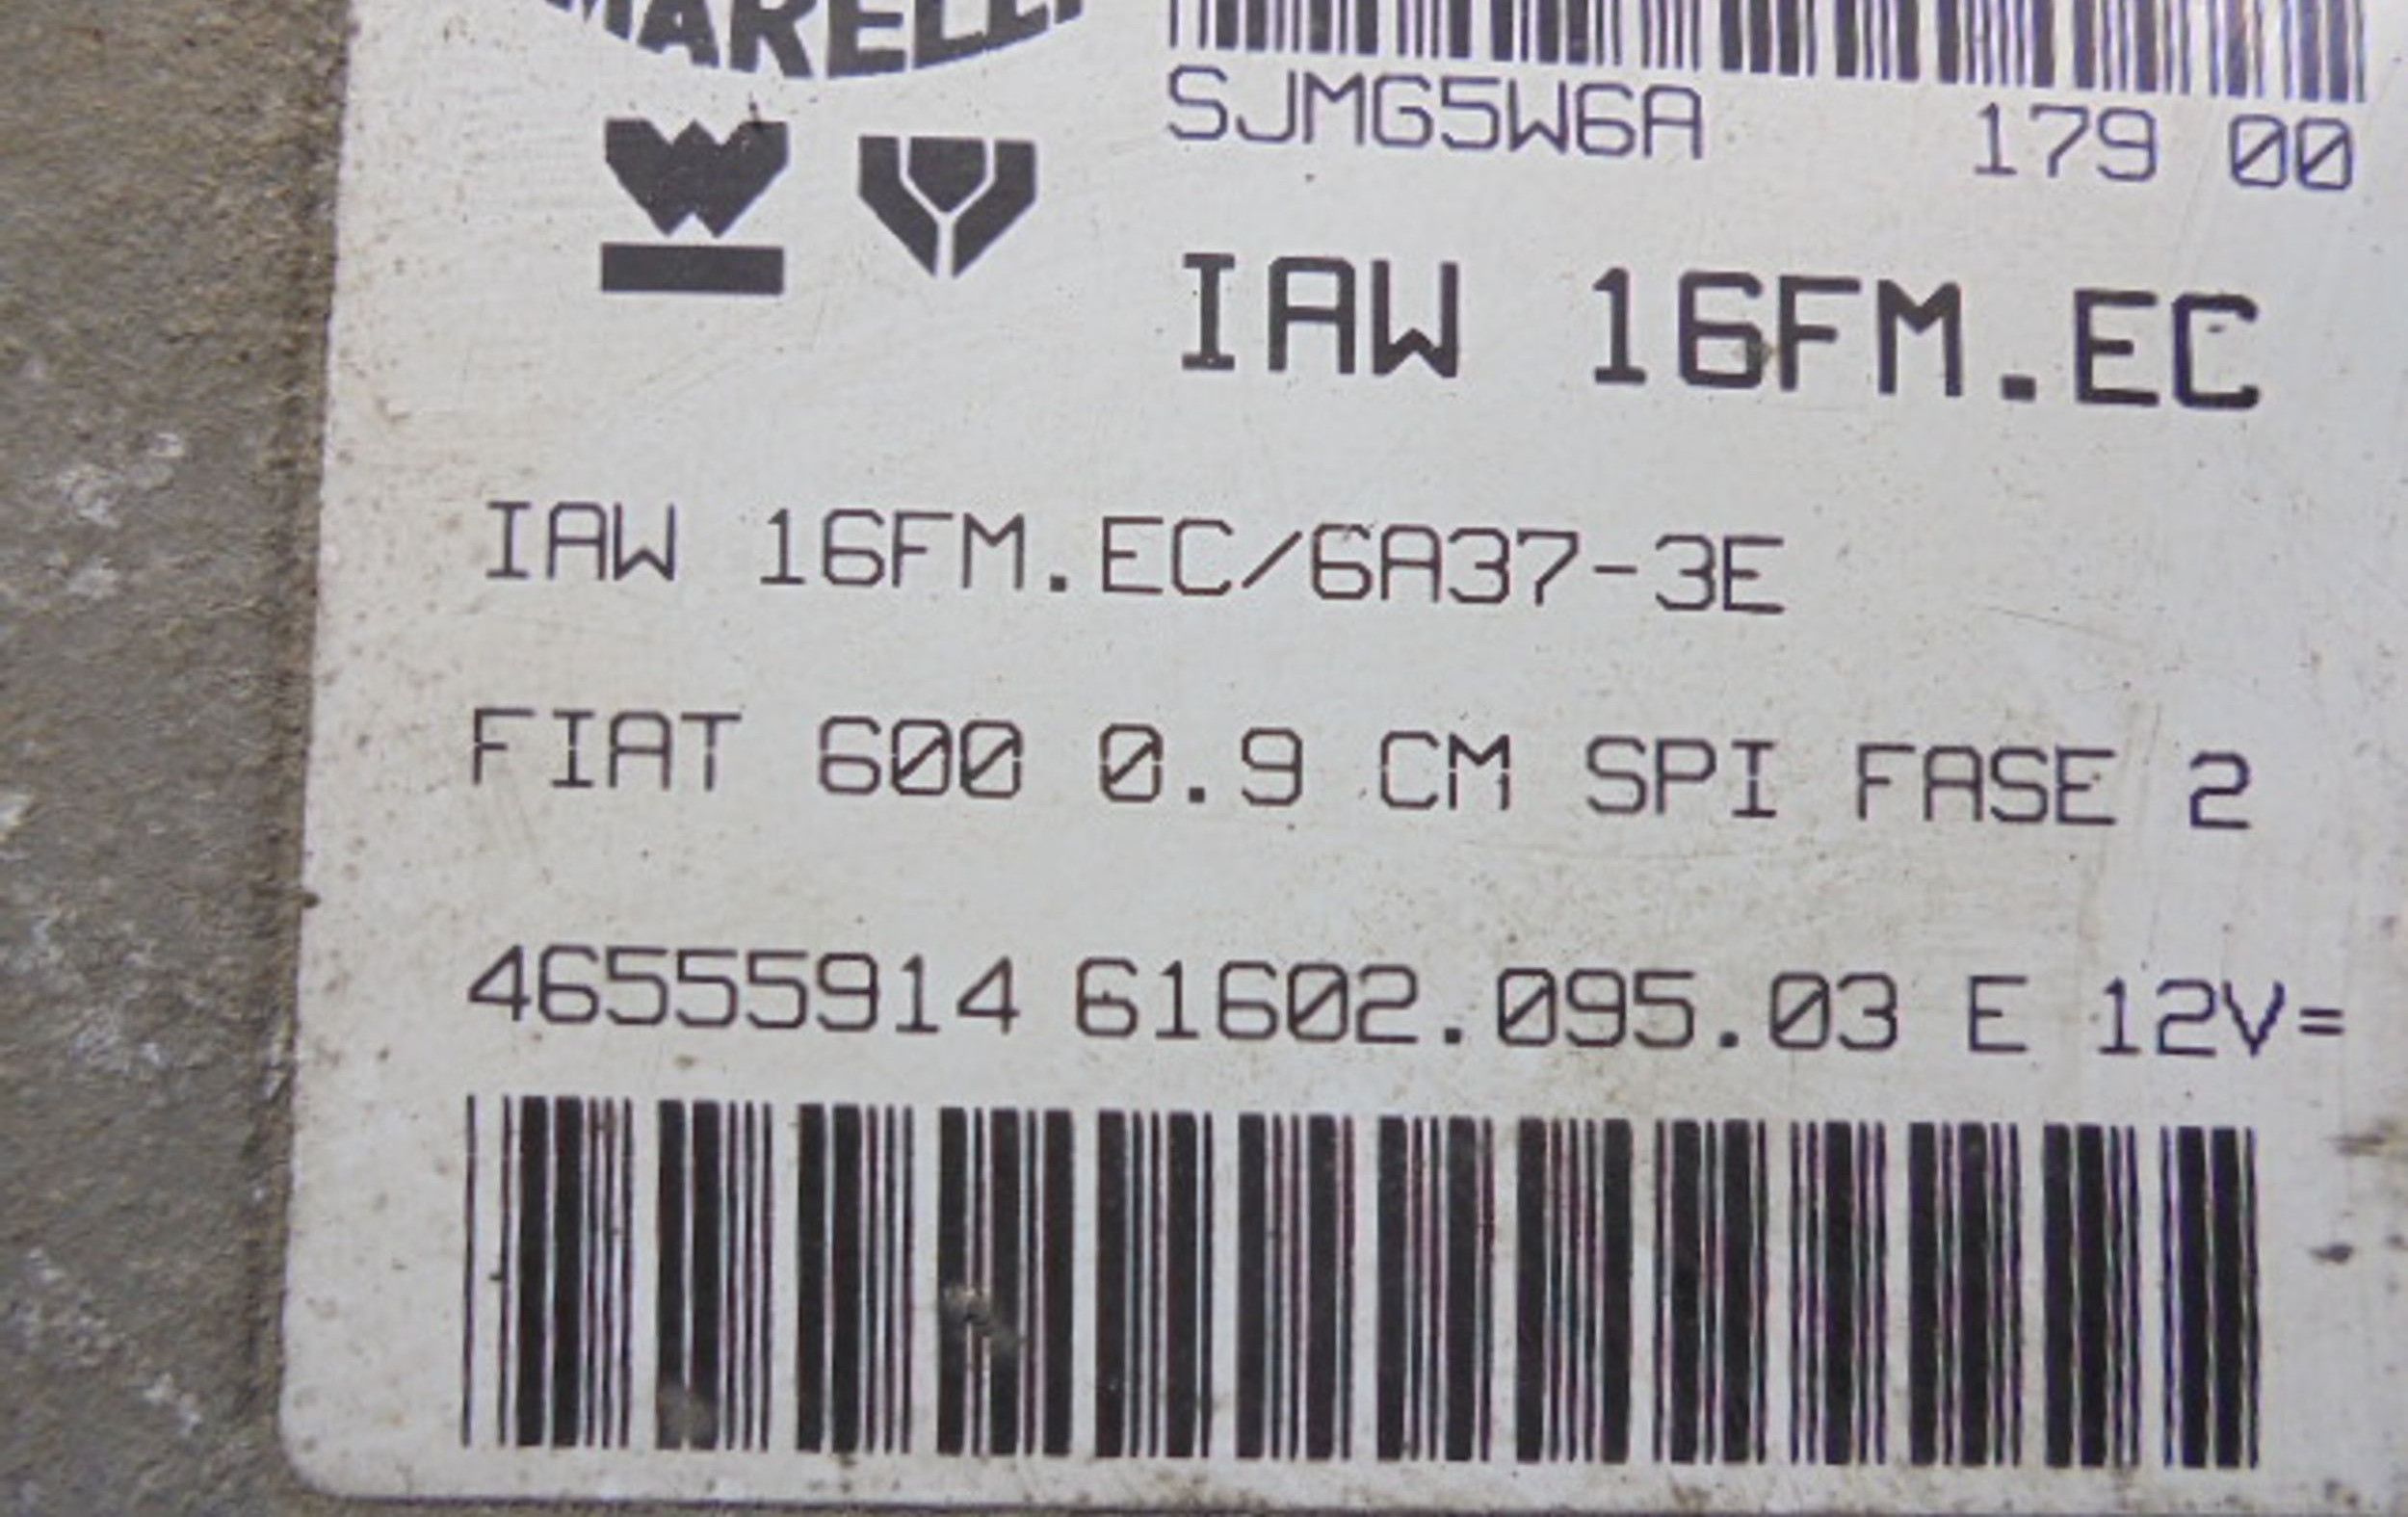 MARELLI
SJMG5W6A 179 00
IAW 16FM.EC
IAW 16FM.EC/6A37-3E
FIAT 600 0.9 CM SPI FASE 2
46555914 61602.095.03 E 12V=